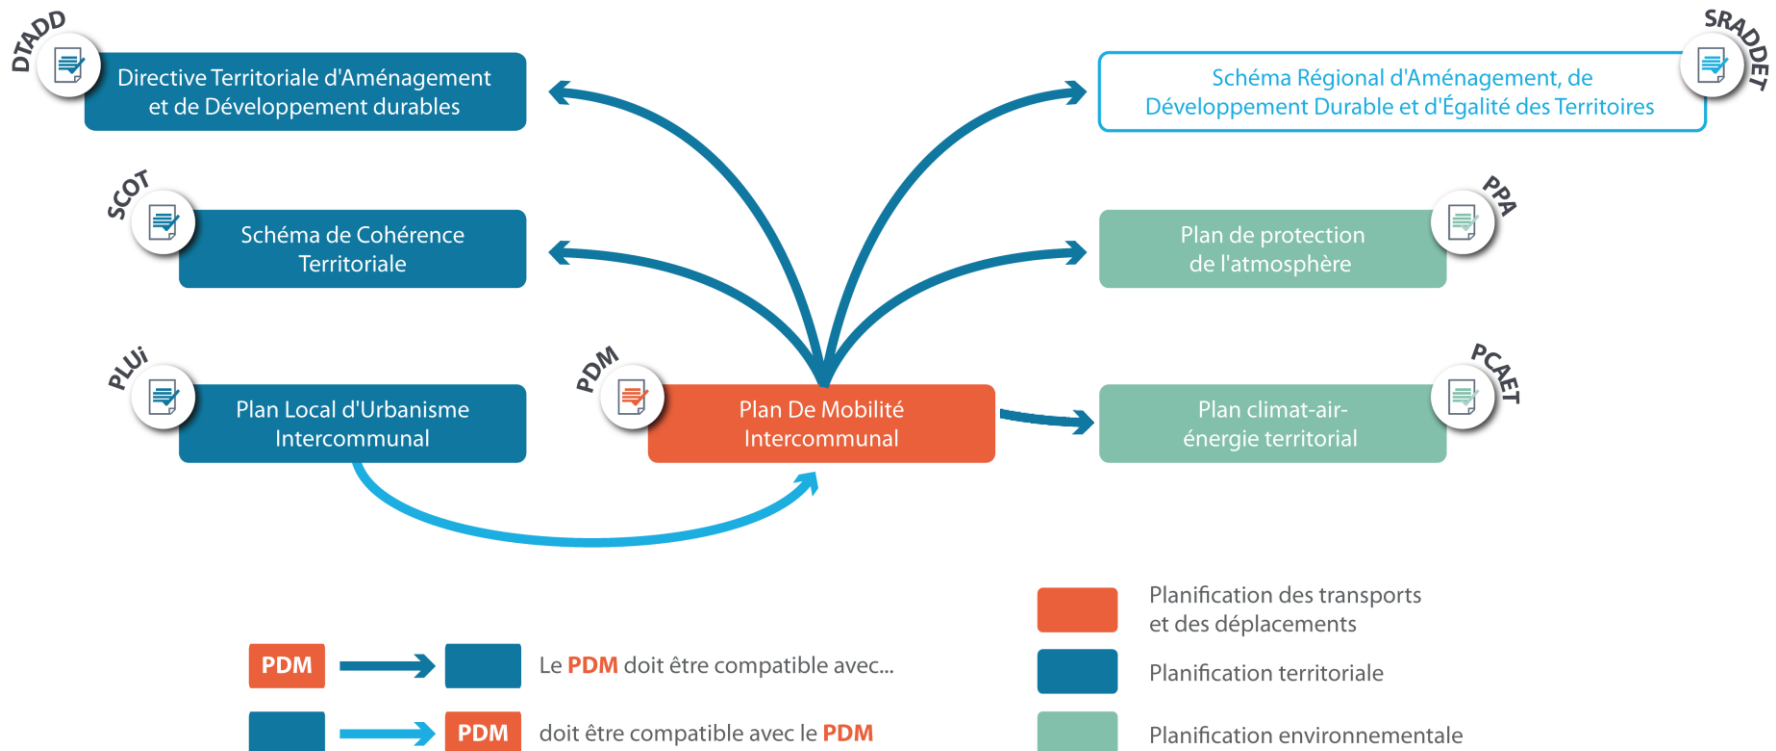 DTADD
Directive Territoriale d'Aménagement
et de Développement durables
SRADDET
Schéma Régional d'Aménagement, de
Développement Durable et d'Égalité des Territoires
SCOT
Schéma de Cohérence
Territoriale
PPA
Plan de protection
de l'atmosphère
PLUi
Plan Local d'Urbanisme
Intercommunal
PDM
Plan De Mobilité
Intercommunal
PCAET
Plan climat-air-
énergie territorial
PDM
Le PDM doit être compatible avec...
PDM
doit être compatible avec le PDM
Planification des transports
et des déplacements
Planification territoriale
Planification environnementale